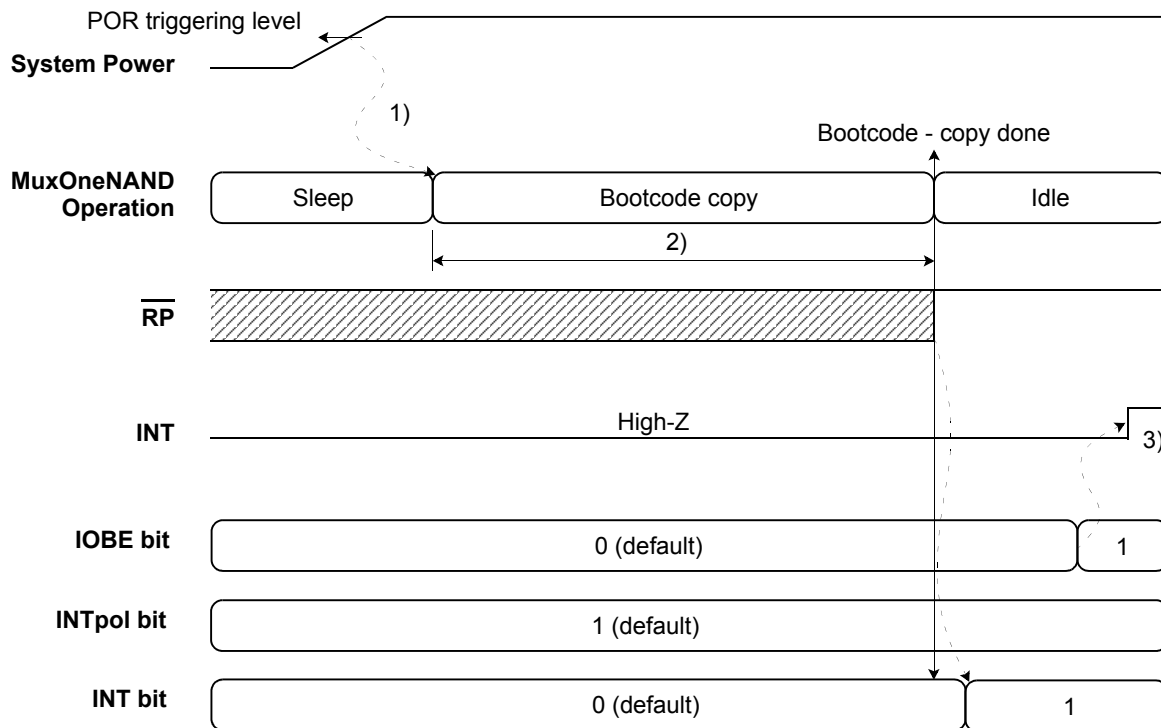 POR triggering level
System Power
1)
Bootcode - copy done
MuxOneNAND
Operation
Sleep
Bootcode copy
Idle
2)
RP
High-Z
INT
3)
IOBE bit
0 (default)
1
INTpol bit
1 (default)
INT bit
0 (default)
1